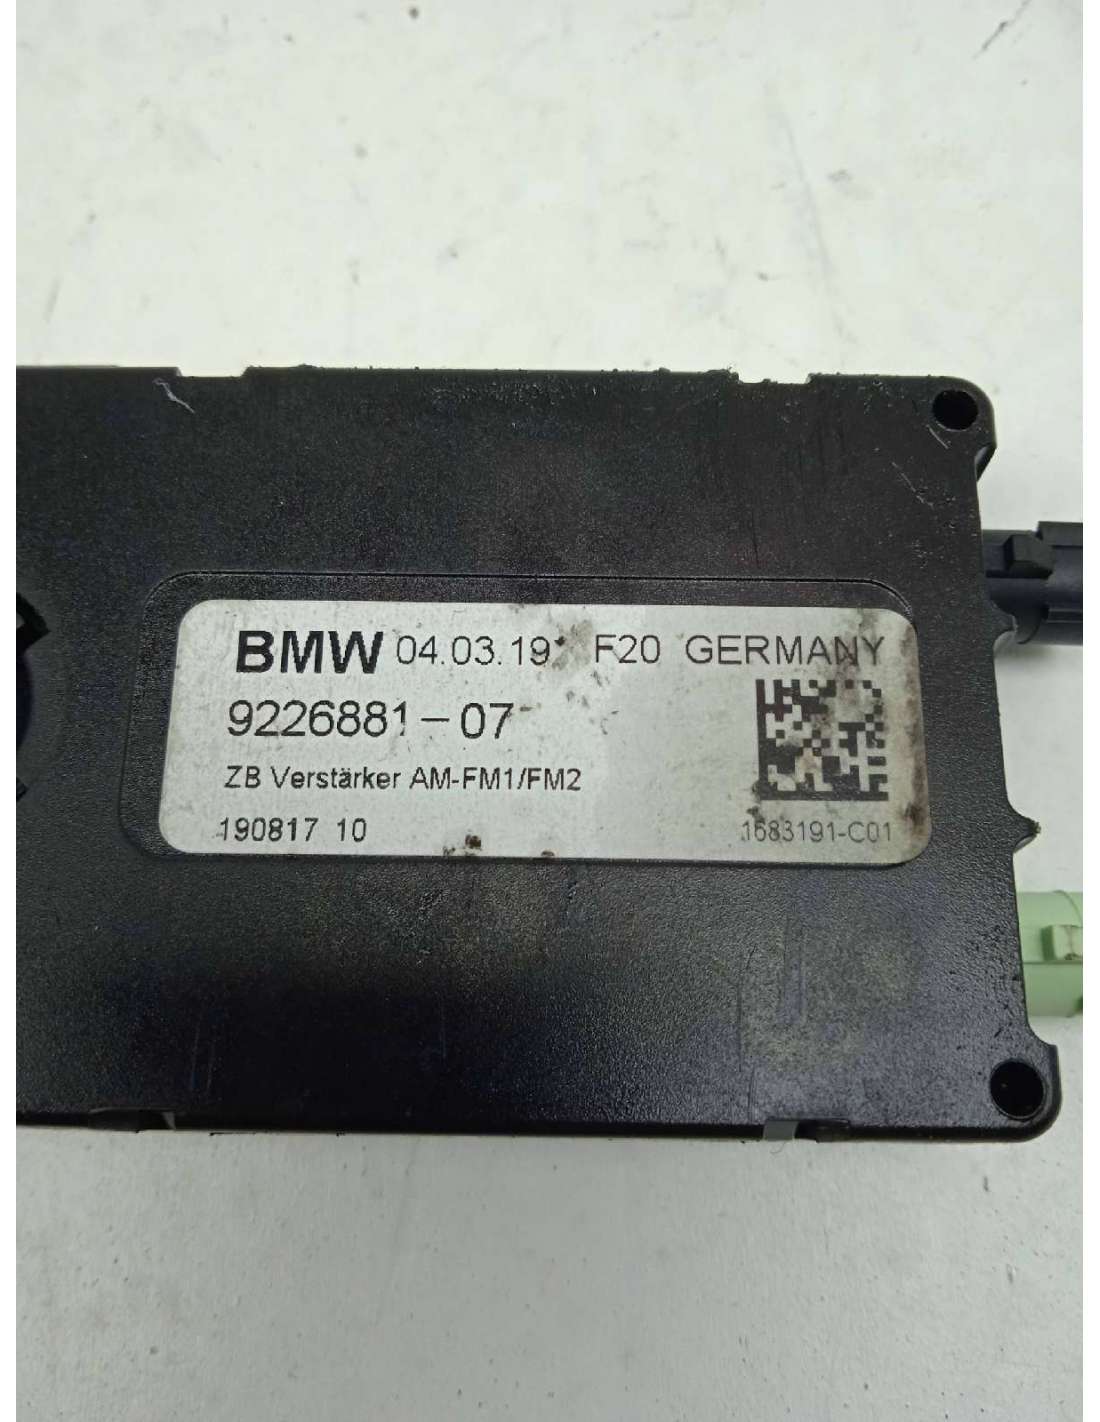 BMW 04.03.19 F20 GERMANY
9226881-07
ZB Verstärker AM-FM1/FM2
190817 10
1683191-C01